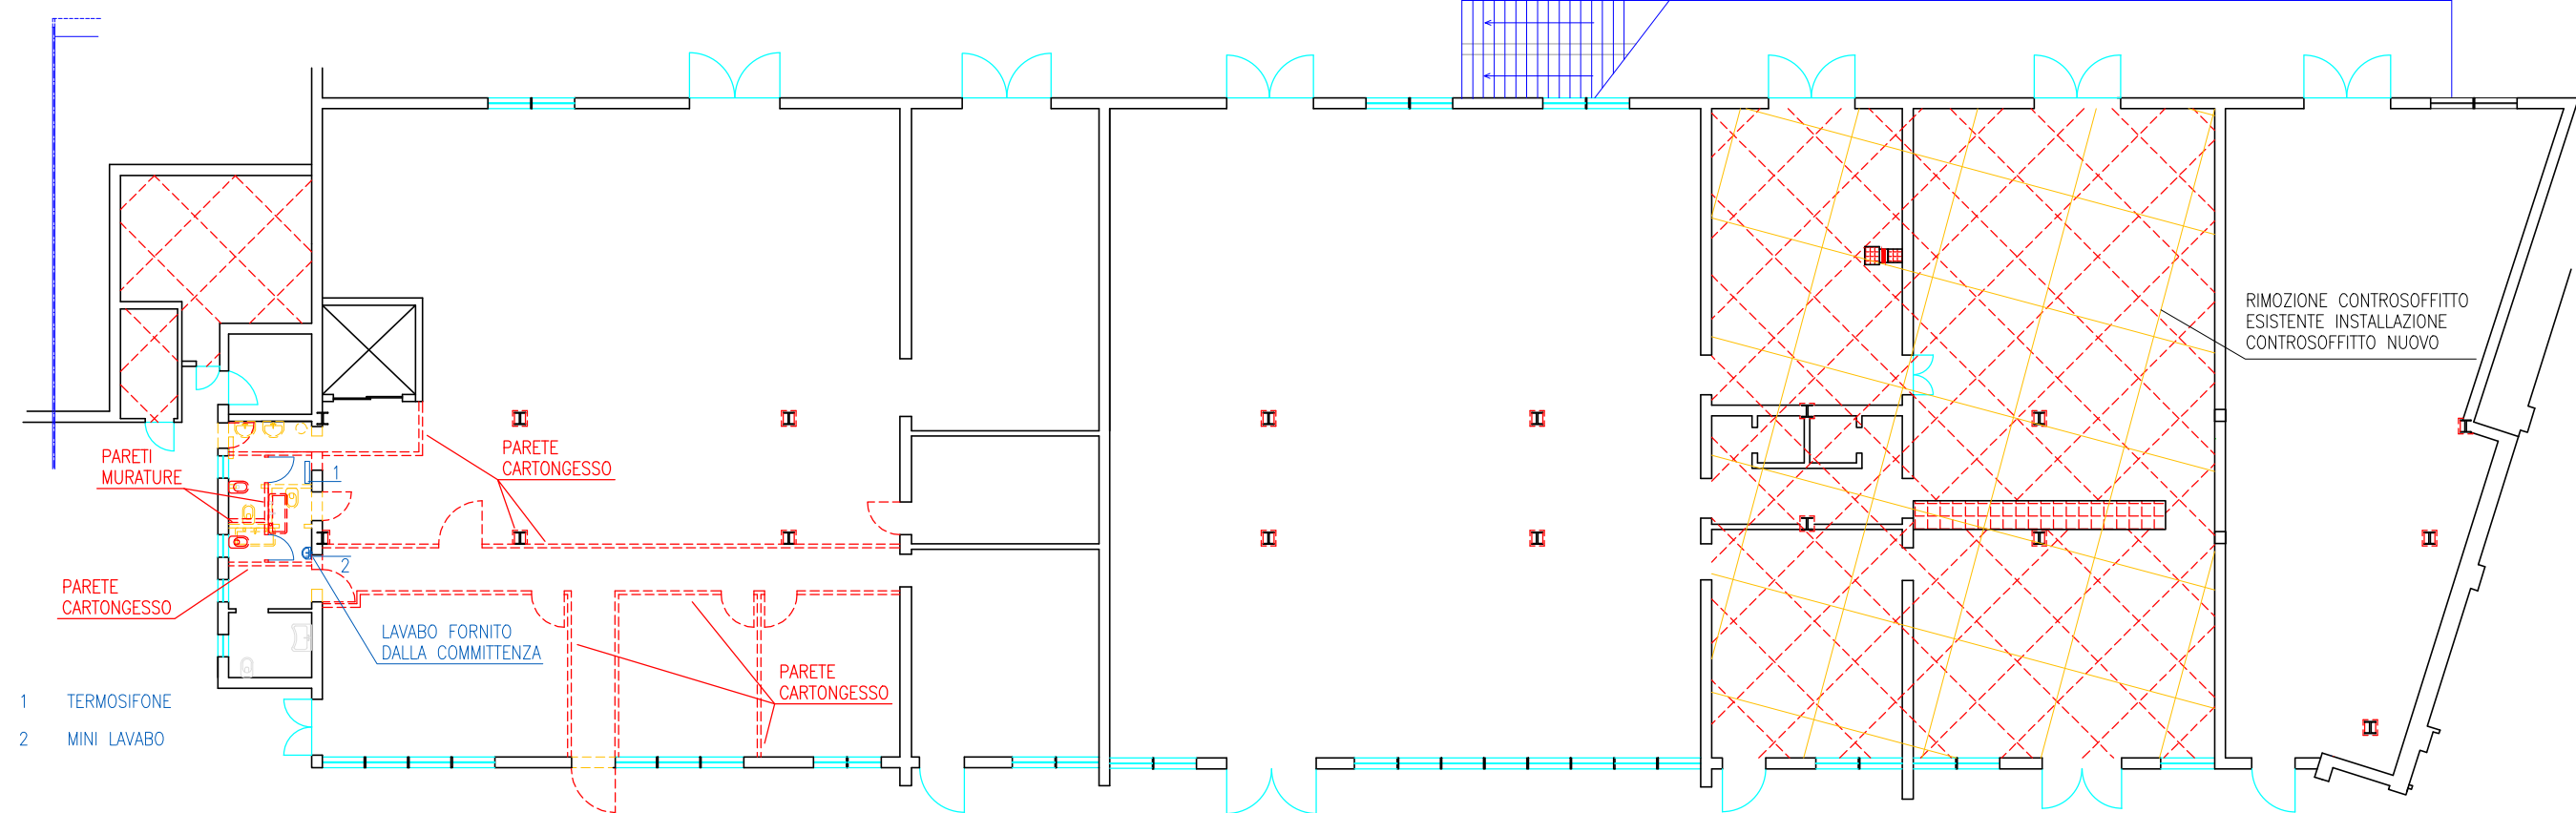 RIMOZIONE CONTROSOFFITTO
ESISTENTE INSTALLAZIONE
CONTROSOFFITTO NUOVO
PARETE
CARTONGESSO
PARETI
MURATURE
1
2
PARETE
CARTONGESSO
LAVABO FORNITO
DALLA COMMITTENZA
PARETE
CARTONGESSO
1 TERMOSIFONE
2 MINI LAVABO